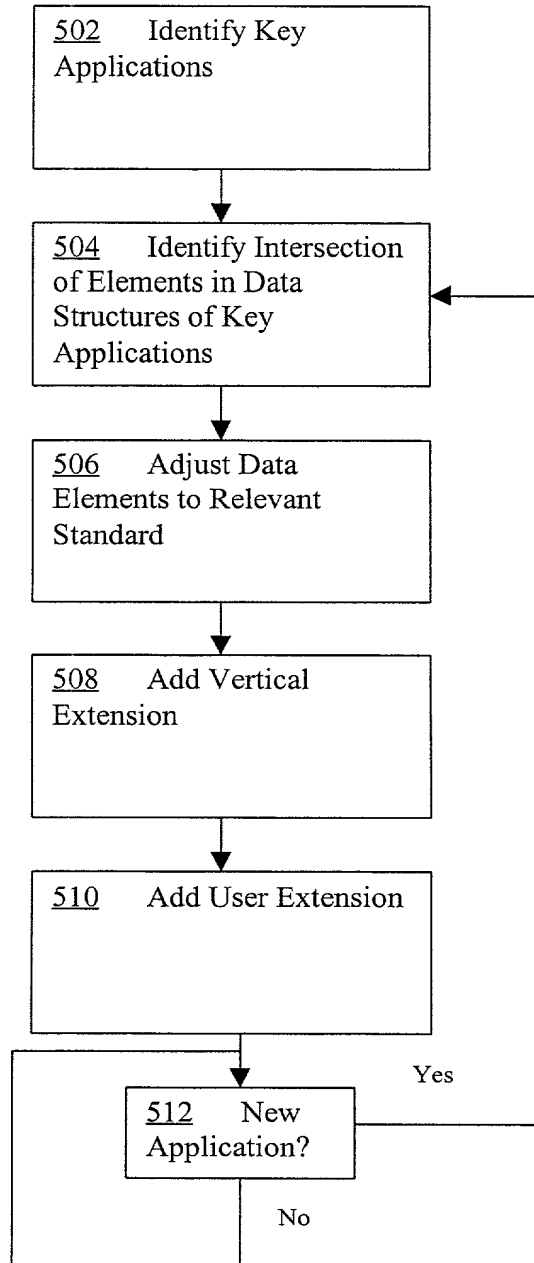 502 Identify Key
Applications
504 Identify Intersection
of Elements in Data
Structures of Key
Applications
506 Adjust Data
Elements to Relevant
Standard
508 Add Vertical
Extension
510 Add User Extension
Yes
512 New
Application?
No